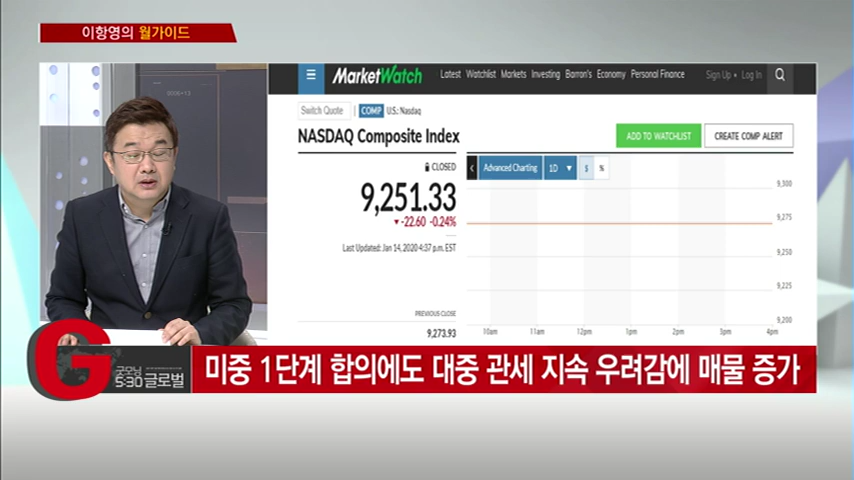 이항영의 월가이드
0006+13
MarketWatch
Latest Watchlist Markets Investing Barron's Economy Personal Finance
Sign Up • Log In
Switch Quote
COMP U.S.: Nasdaq
NASDAQ Composite Index
ADD TO WATCHLIST
CREATE COMP ALERT
CLOSED
9,251.33
▼-22.60 -0.24%
Last Updated: Jan 14, 2020 4:37 p.m. EST
PREVIOUS CLOSE
9,273.93
Advanced Charting 1D ▼ $ %
9,300
9,275
9,250
9,225
9,200
10am 11am 12pm 1pm 2pm 3pm 4pm
G
굿모닝
5:30 글로벌
미중 1단계 합의에도 대중 관세 지속 우려감에 매물 증가